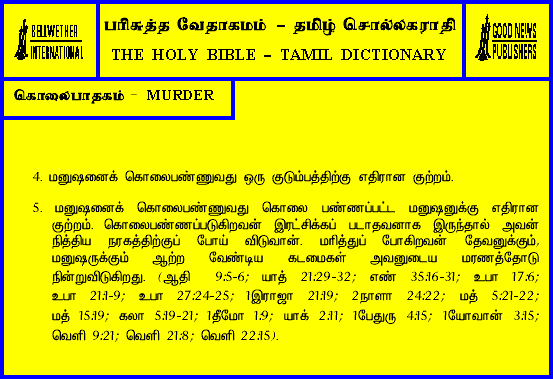 BELLWETHER
INTERNATIONAL
பரிசுத்த வேதாகமம் - தமிழ் சொல்லகராதி
THE HOLY BIBLE – TAMIL DICTIONARY
GOOD NEWS
PUBLISHERS
கொலைபாதகம் - MURDER
4. மனுஷனைக் கொலைபண்ணுவது ஒரு குடும்பத்திற்கு எதிரான குற்றம்.
5. மனுஷனைக் கொலைபண்ணுவது கொலை பண்ணப்பட்ட மனுஷனுக்கு எதிரான
குற்றம். கொலைபண்ணப்படுகிறவன் இரட்சிக்கப் படாதவனாக இருந்தால் அவன்
நித்திய நரகத்திற்குப் போய் விடுவான். மரித்துப் போகிறவன் தேவனுக்கும்,
மனுஷருக்கும் ஆற்ற வேண்டிய கடமைகள் அவனுடைய மரணத்தோடு
நின்றுவிடுகிறது. (ஆதி 9:5-6; யாத் 21:29-32; எண் 35:16-31; உபா 17:6;
உபா 21:1-9; உபா 27:24-25; 1இராஜா 21:19; 2நாளா 24:22; மத் 5:21-22;
மத் 15:19; கலா 5:19-21; 1தீமோ 1:9; யாக் 2:11; 1பேதுரு 4:15; 1யோவான் 3:15;
வெளி 9:21; வெளி 21:8; வெளி 22:15).